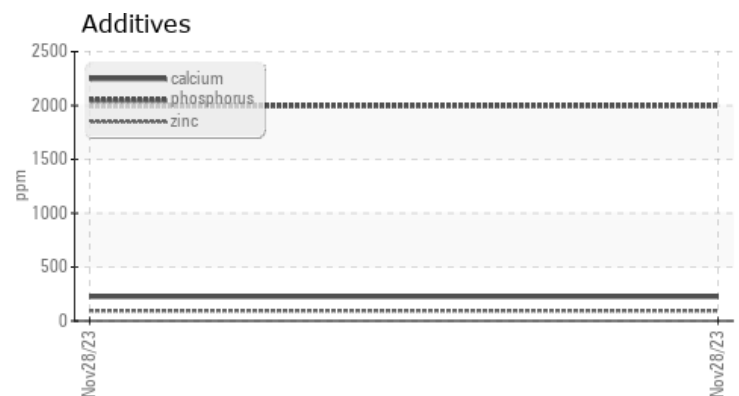 Additives
2500
2000
1500
1000
500
0
ppm
calcium
phosphorus
zinc
Nov28/23
Nov28/23